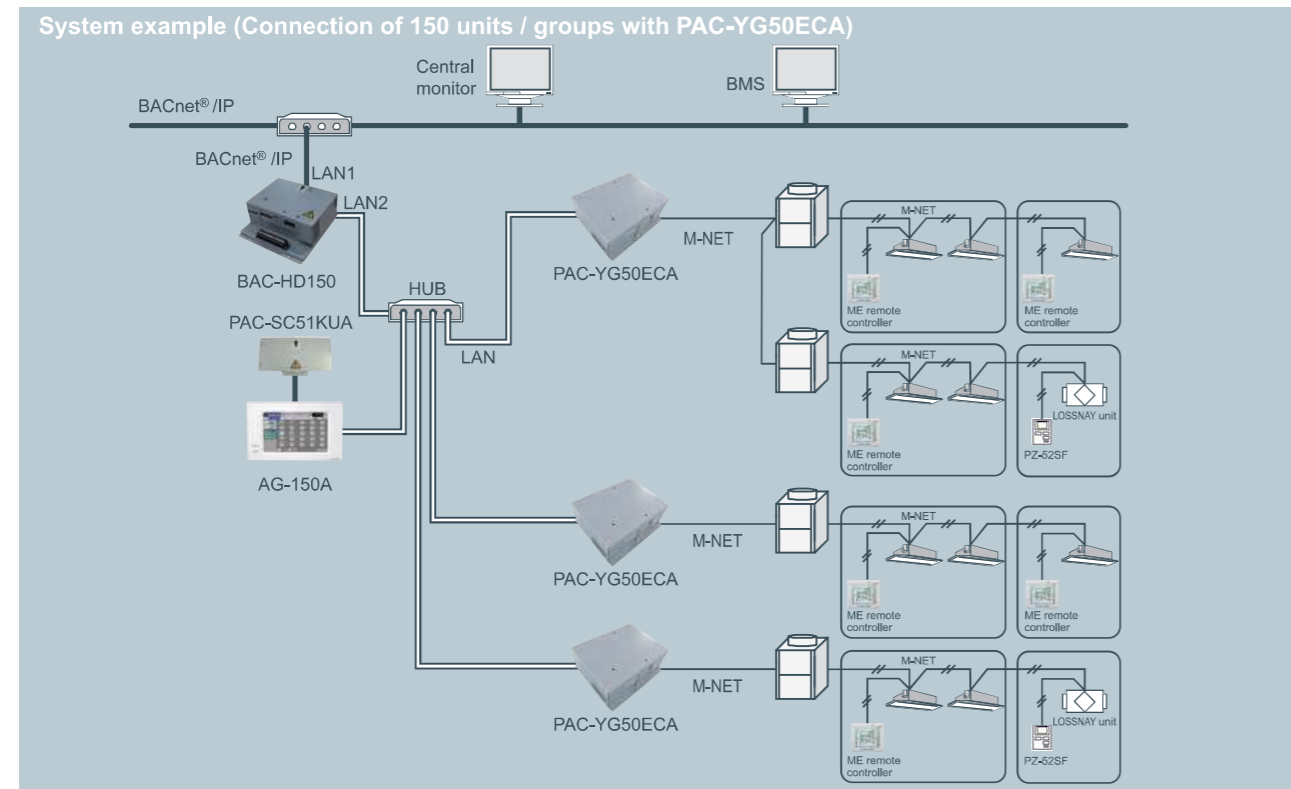 System example (Connection of 150 units / groups with PAC-YG50ECA)
Central
monitor
BMS
BACnet® /IP
BACnet® /IP
LAN1
LAN2
BAC-HD150
HUB
PAC-SC51KUA
LAN
AG-150A
PAC-YG50ECA
M-NET
M-NET
ME remote
controller
ME remote
controller
M-NET
ME remote
controller
LOSSNAY unit
PZ-52SF
PAC-YG50ECA
M-NET
M-NET
ME remote
controller
ME remote
controller
PAC-YG50ECA
M-NET
M-NET
ME remote
controller
LOSSNAY unit
PZ-52SF